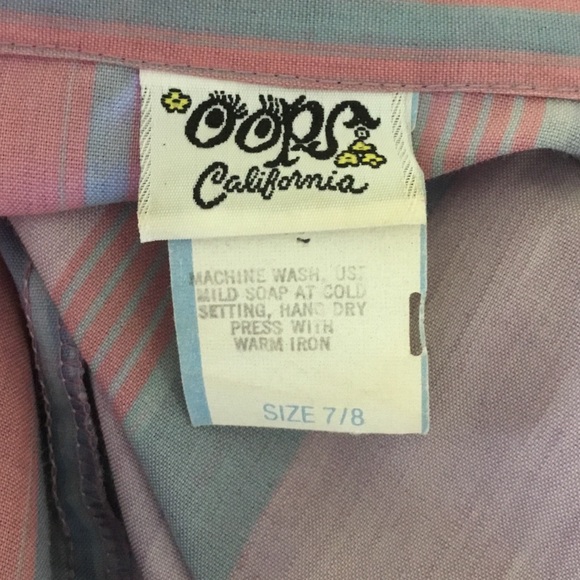 OOPS
California
MACHINE WASH, USE
MILD SOAP AT COLD
SETTING, HANG DRY
PRESS WITH
WARM IRON
SIZE 7/8